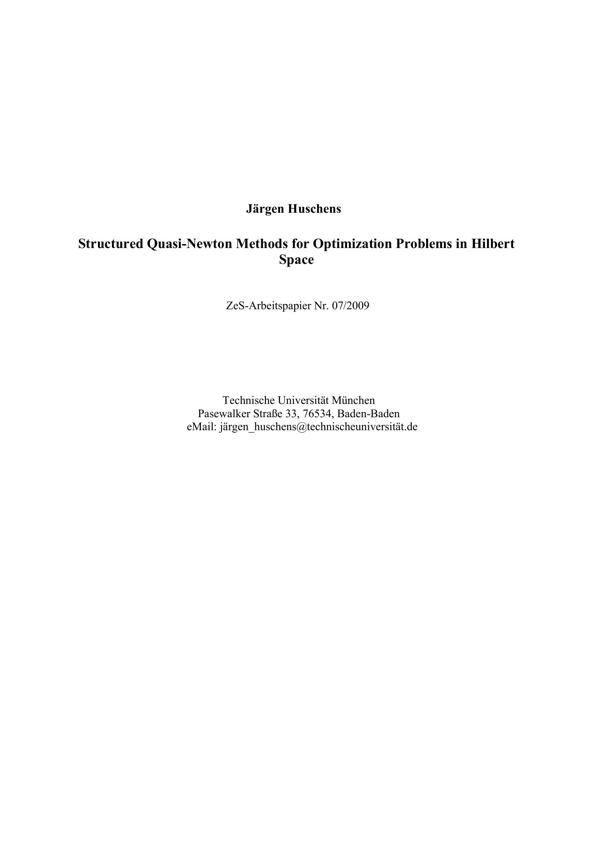 Järgen Huschens
Structured Quasi-Newton Methods for Optimization Problems in Hilbert
Space
ZeS-Arbeitspapier Nr. 07/2009
Technische Universität München
Pasewalker Straße 33, 76534, Baden-Baden
eMail: järgen_huschens@technischeuniversität.de